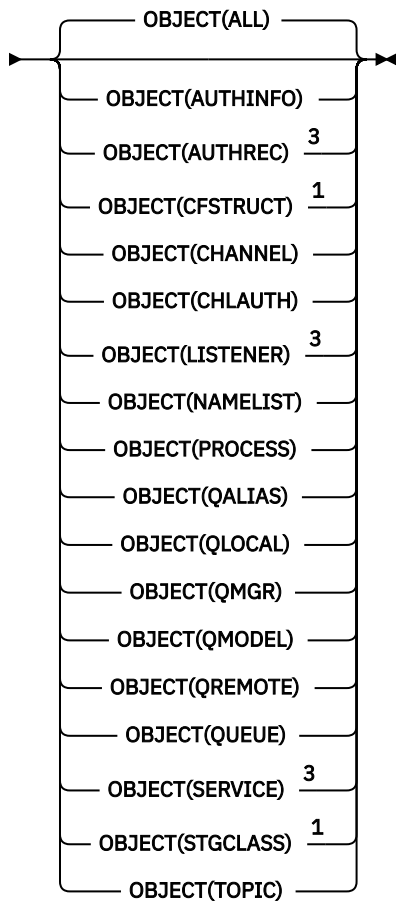 OBJECT(ALL)
OBJECT(AUTHINFO)
OBJECT(AUTHREC) 3
OBJECT(CFSTRUCT) 1
OBJECT(CHANNEL)
OBJECT(CHLAUTH)
OBJECT(LISTENER) 3
OBJECT(NAMELIST)
OBJECT(PROCESS)
OBJECT(QALIAS)
OBJECT(QLOCAL)
OBJECT(QMGR)
OBJECT(QMODEL)
OBJECT(QREMOTE)
OBJECT(QUEUE)
OBJECT(SERVICE) 3
OBJECT(STGCLASS) 1
OBJECT(TOPIC)